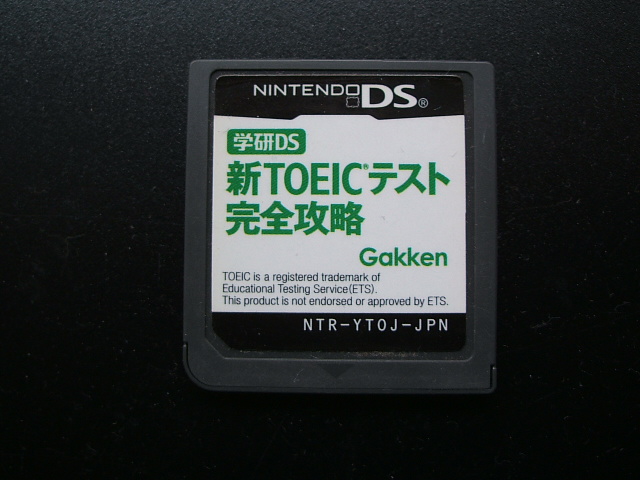 NINTENDO DS®
学研DS
新TOEIC®テスト
完全攻略
Gakken
TOEIC is a registered trademark of
Educational Testing Service(ETS).
This product is not endorsed or approved by ETS.
NTR-YTOJ-JPN